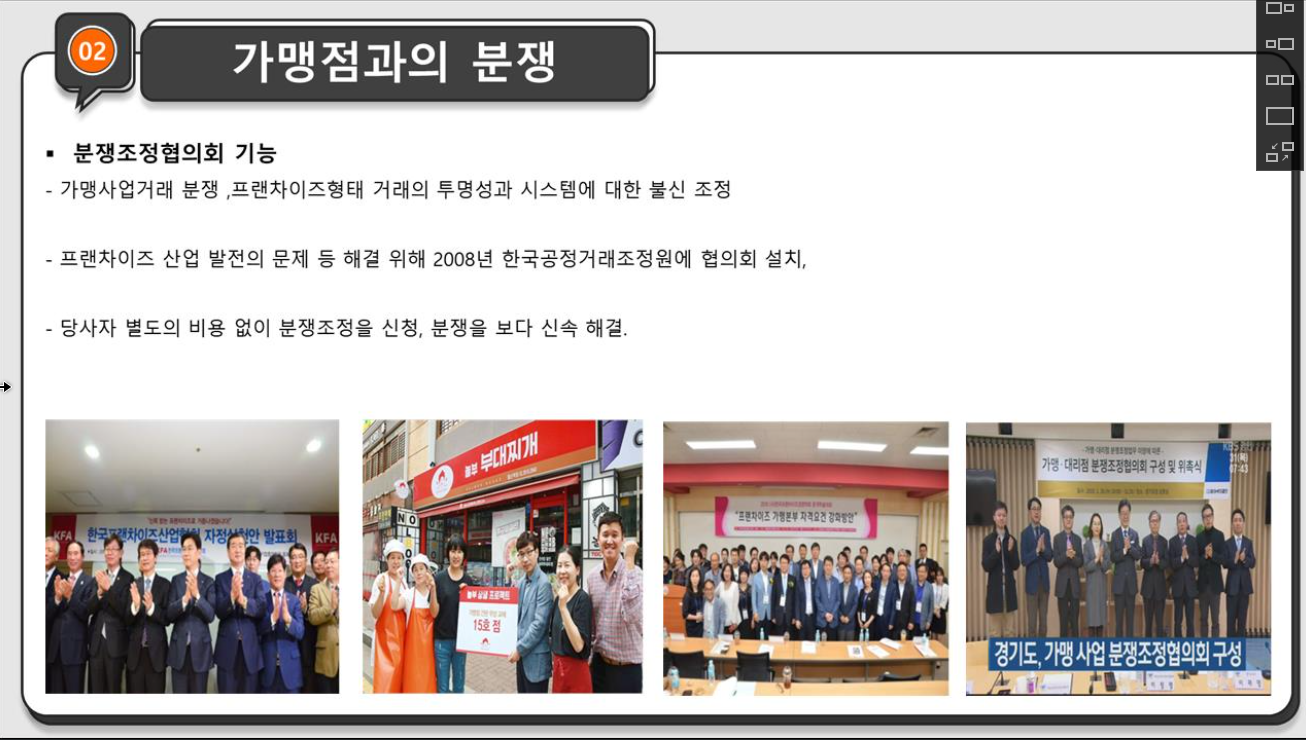 02
가맹점과의 분쟁
▪ 분쟁조정협의회 기능
- 가맹사업거래 분쟁 ,프랜차이즈형태 거래의 투명성과 시스템에 대한 불신 조정
- 프랜차이즈 산업 발전의 문제 등 해결 위해 2008년 한국공정거래조정원에 협의회 설치,
- 당사자 별도의 비용 없이 분쟁조정을 신청, 분쟁을 보다 신속 해결.
KFA
한국프랜차이즈산업협회 자정실천안 발표회
KFA
놀부 부대찌개
놀부 상생 프로젝트
15호 점
"프랜차이즈 가맹본부 자격요건 강화방안"
가맹·대리점 분쟁조정협의회 구성 및 위촉식
07:43
경기도, 가맹 사업 분쟁조정협의회 구성